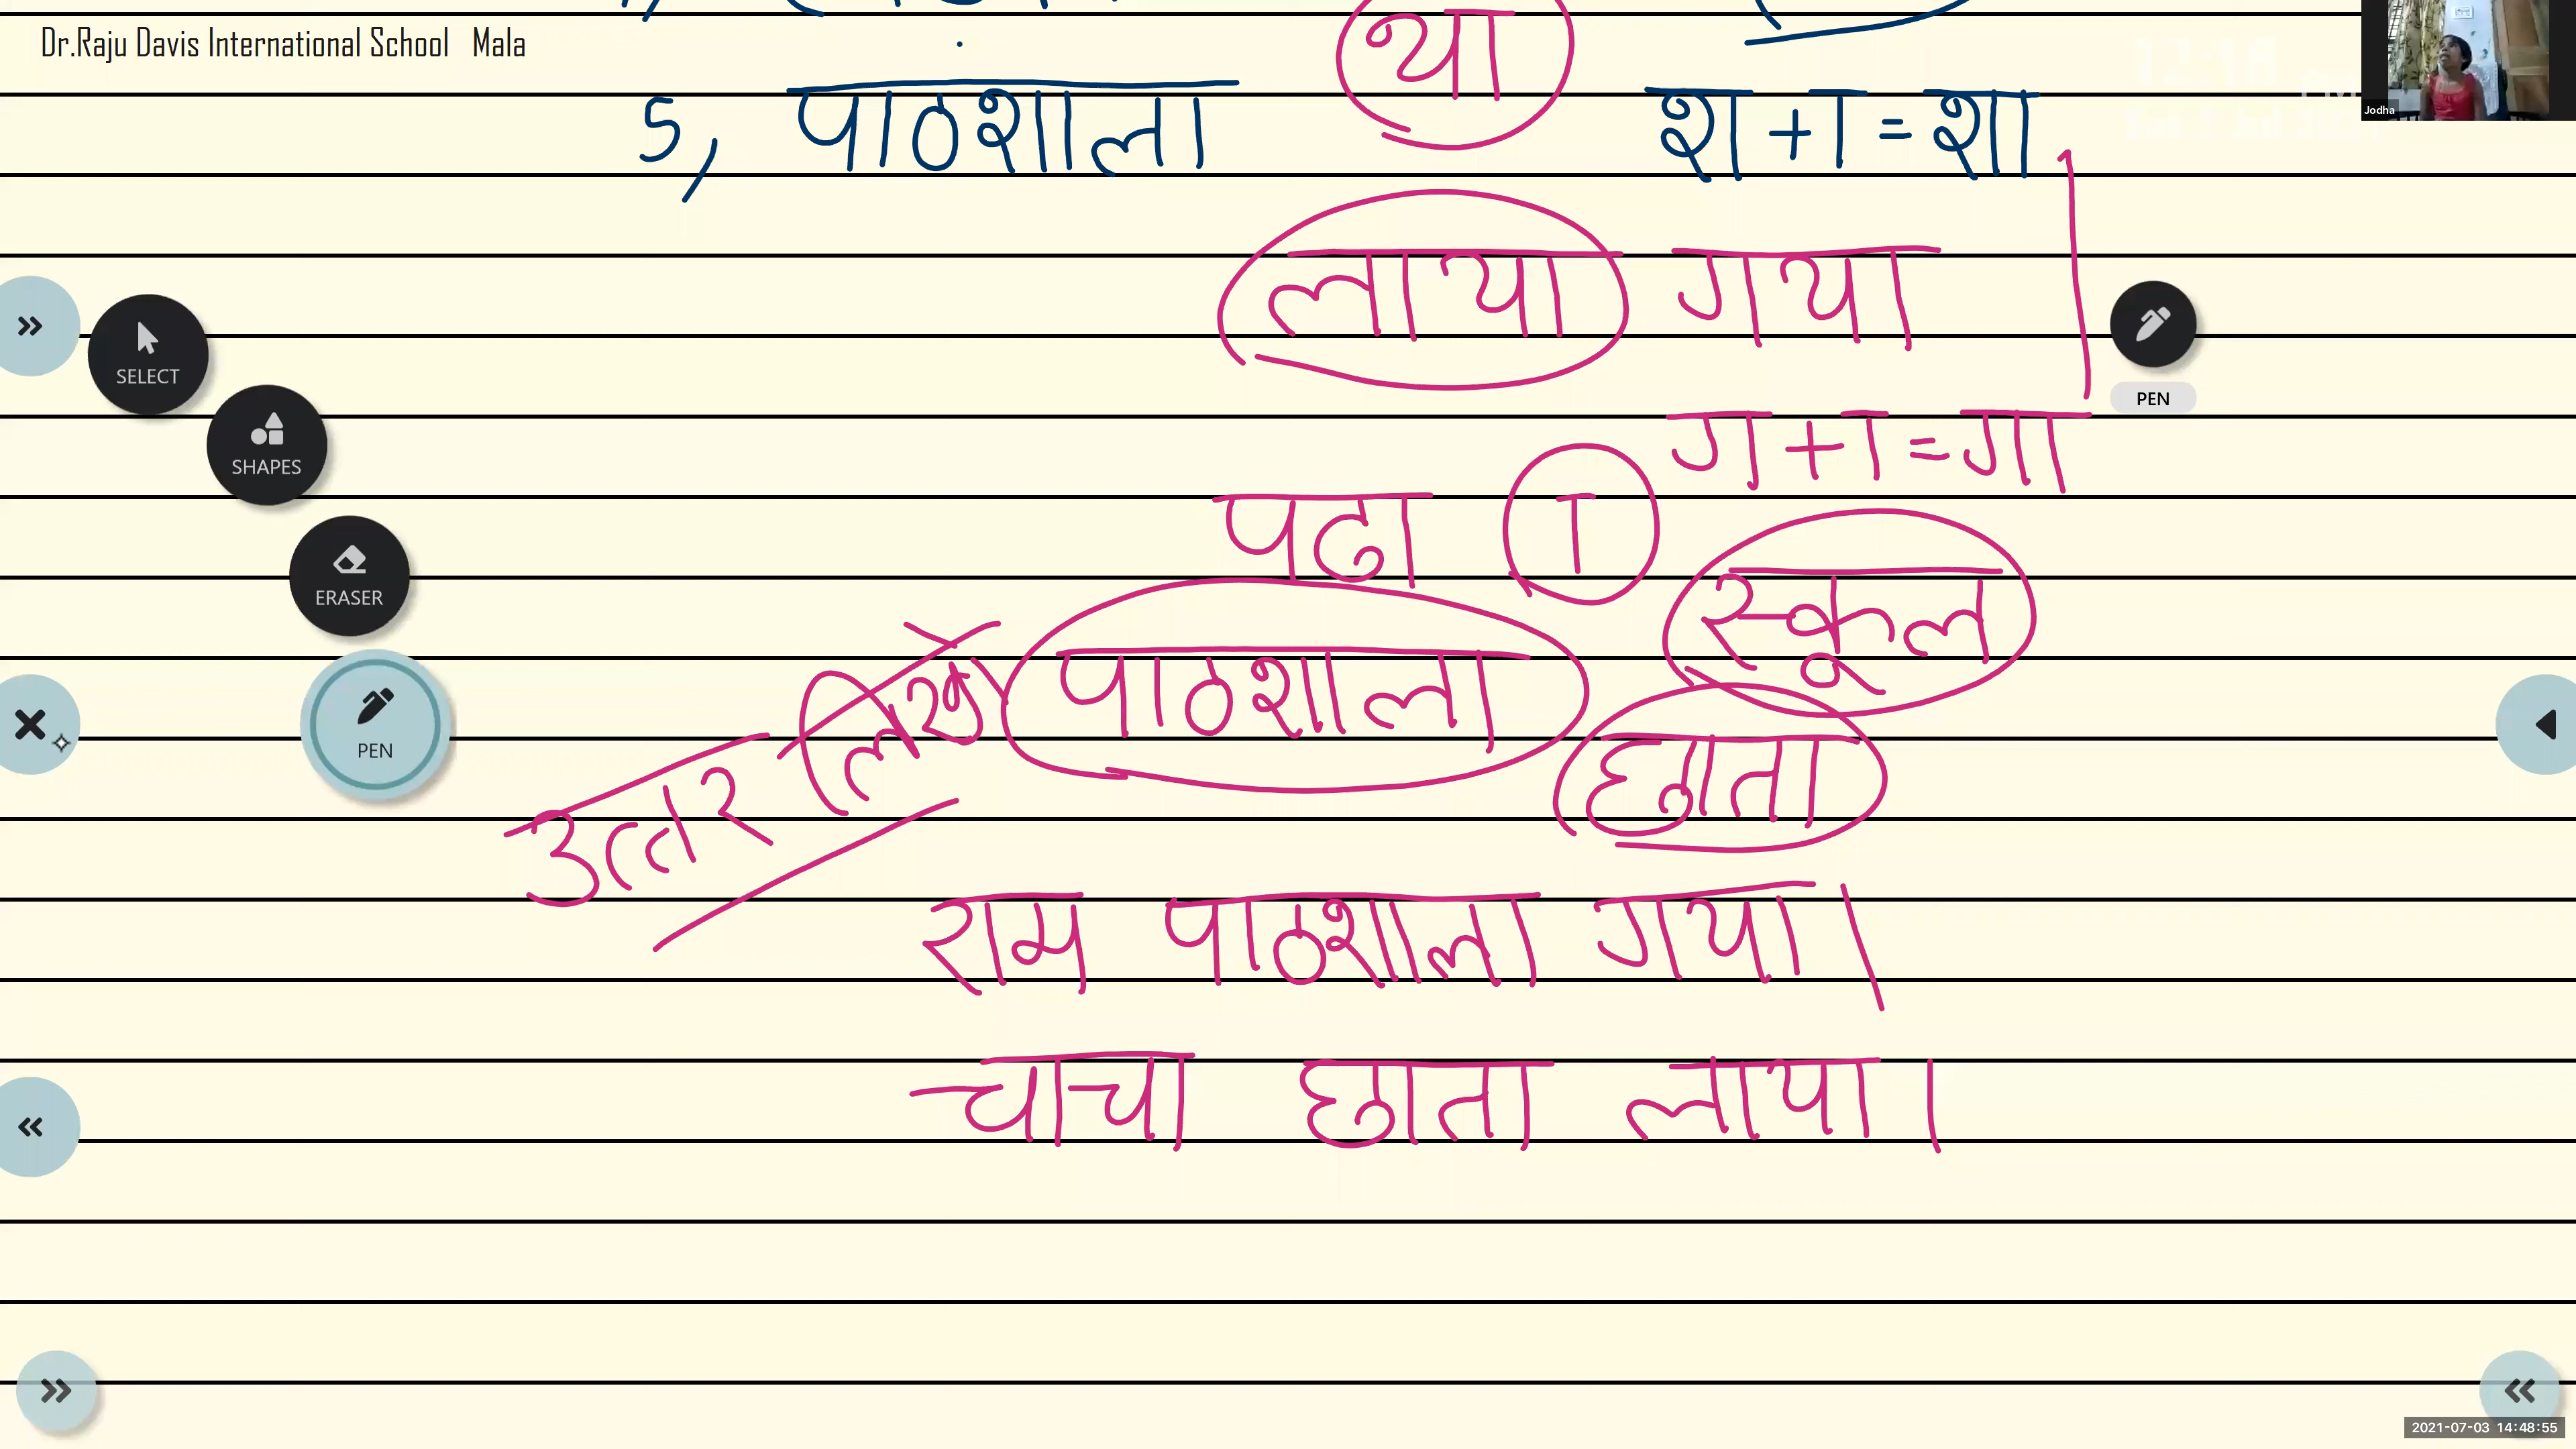 Dr.Raju Davis International School Mala
या
5, पाठशाला श + ा = शा
Jodha
लाया गया
SELECT
PEN
SHAPES
ग + ा = गा
पढा ा
ERASER
स्कूल
पाठशाला
PEN
छाता
उत्तर
राम पाठशाला गया।
चाचा छाता लाया।
2021-07-03 14:48:55